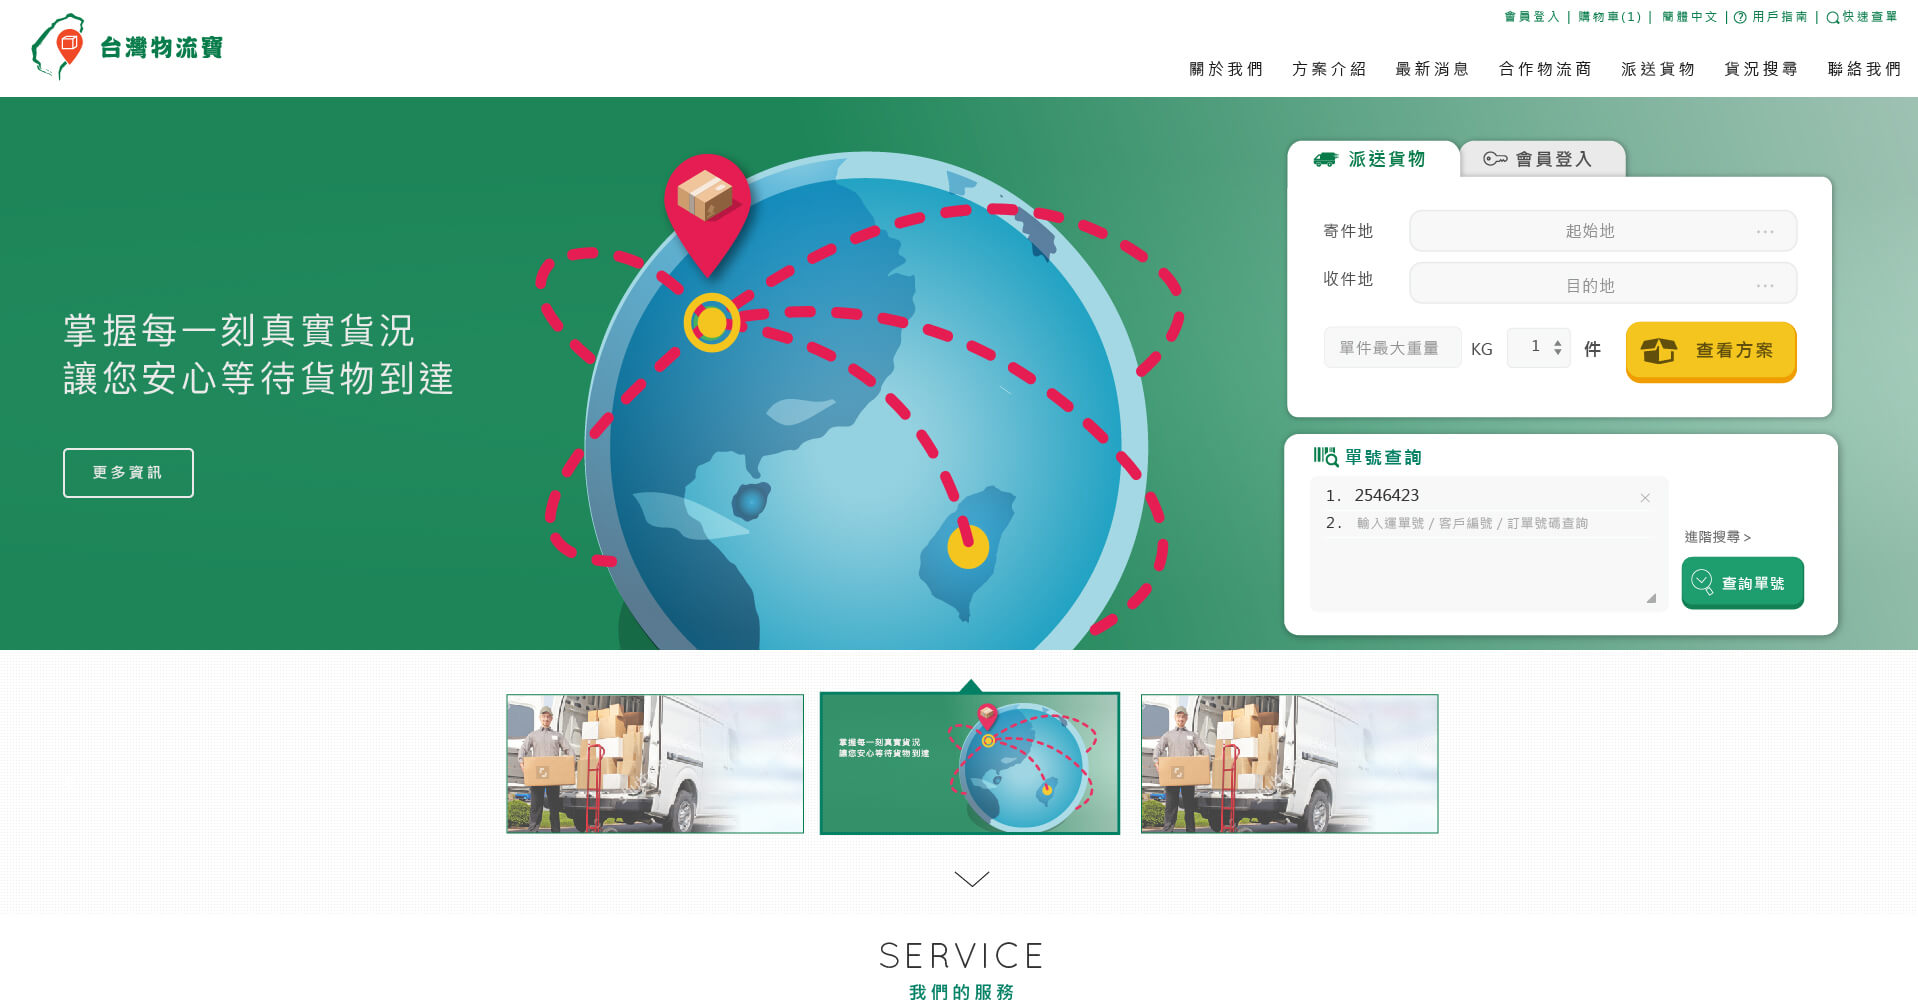 台灣物流寶
會員登入 | 購物車(1) | 簡體中文 | ? 用戶指南 | 快速查單
關於我們 方案介紹 最新消息 合作物流商 派送貨物 貨況搜尋 聯絡我們
掌握每一刻真實貨況
讓您安心等待貨物到達
更多資訊
派送貨物 會員登入
寄件地 起始地 ...
收件地 目的地 ...
單件最大重量 KG 1 件 查看方案
單號查詢
1. 2546423 ×
2. 輸入運單號 / 客戶編號 / 訂單號碼查詢
進階搜尋 >
查詢單號
掌握每一刻真實貨況
讓您安心等待貨物到達
SERVICE
我們的服務